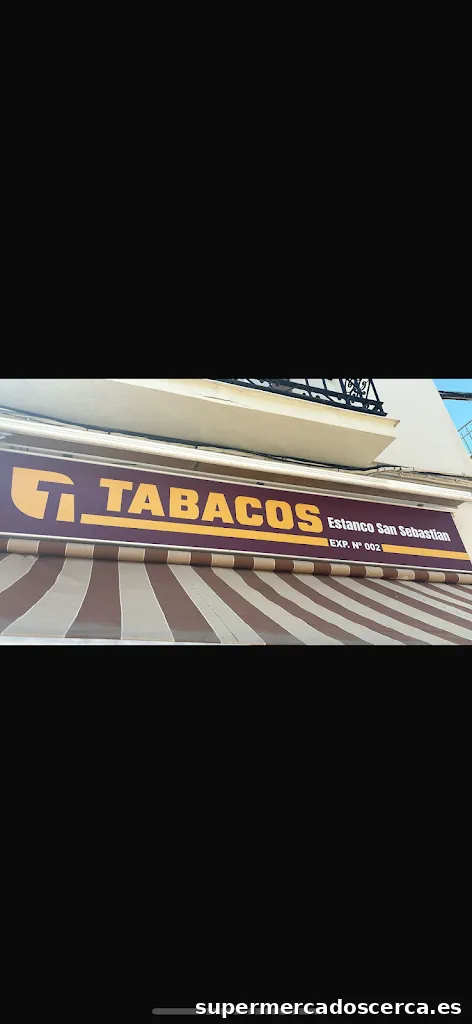 TABACOS
Estanco San Sebastian
EXP. Nº 002
supermercadoscerca.es